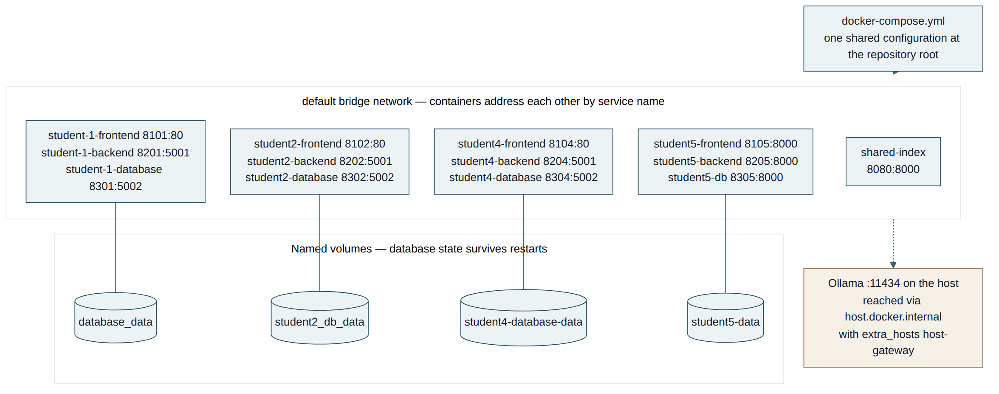 docker-compose.yml
one shared configuration at
the repository root
default bridge network — containers address each other by service name
student-1-frontend 8101:80
student-1-backend 8201:5001
student-1-database
8301:5002
student2-frontend 8102:80
student2-backend 8202:5001
student2-database 8302:5002
student4-frontend 8104:80
student4-backend 8204:5001
student4-database 8304:5002
student5-frontend 8105:8000
student5-backend 8205:8000
student5-db 8305:8000
shared-index
8080:8000
Named volumes — database state survives restarts
database_data
student2_db_data
student4-database-data
student5-data
Ollama :11434 on the host
reached via
host.docker.internal
with extra_hosts host-
gateway